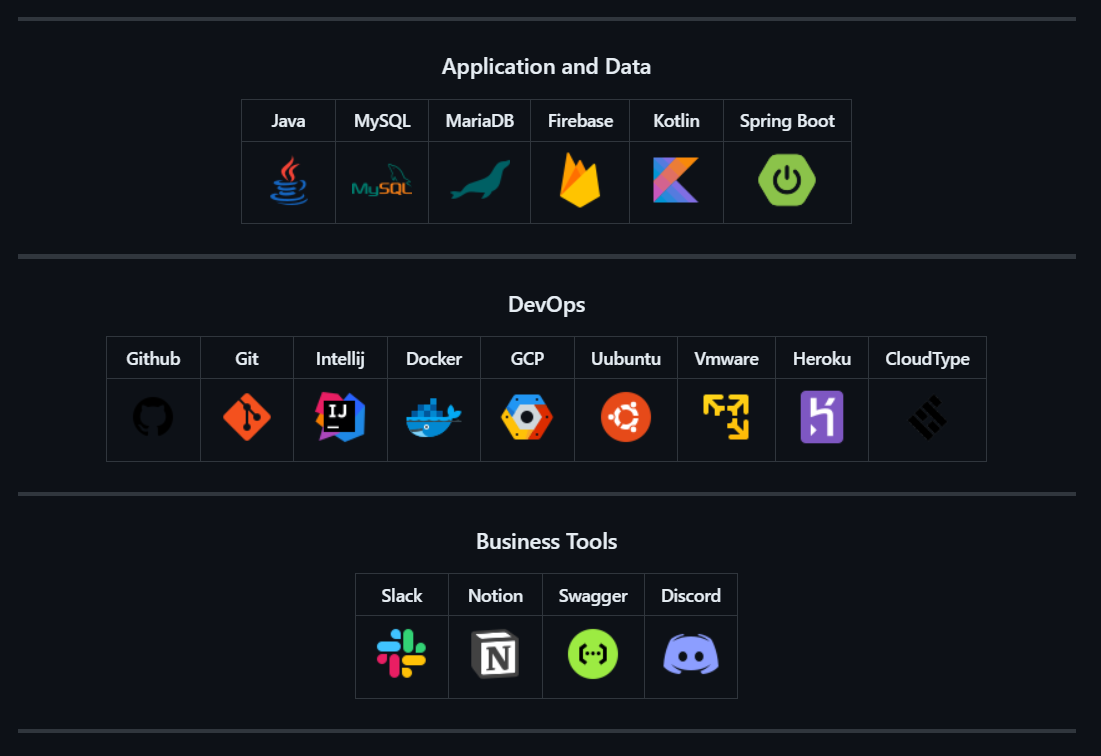 Application and Data
Java MySQL MariaDB Firebase Kotlin Spring Boot
MySQL
DevOps
Github Git Intellij Docker GCP Uubuntu Vmware Heroku CloudType
IJ
Business Tools
Slack Notion Swagger Discord
N